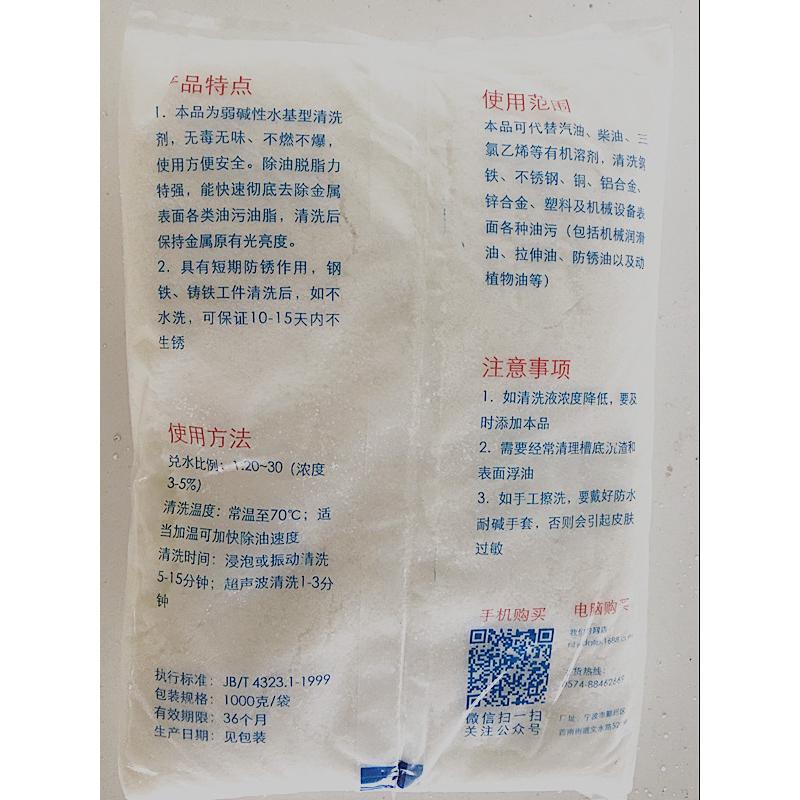 品特点
1. 本品为弱碱性水基型清洗
剂，无毒无味、不燃不爆，
使用方便安全。除油脱脂力
特强，能快速彻底去除金属
表面各类油污油脂，清洗后
保持金属原有光亮度。
2. 具有短期防锈作用，钢
铁、铸铁工件清洗后，如不
水洗，可保证10-15天内不
生锈
使用方法
兑水比例：1:20~30（浓度
3-5%）
清洗温度：常温至70℃；适
当加温可加快除油速度
清洗时间：浸泡或振动清洗
5-15分钟；超声波清洗1-3分
钟
执行标准：JB/T 4323.1-1999
包装规格：1000克/袋
有效期限：36个月
生产日期：见包装
使用范围
本品可代替汽油、柴油、三
氯乙烯等有机溶剂，清洗钢
铁、不锈钢、铜、铝合金、
锌合金、塑料及机械设备表
面各种油污（包括机械润滑
油、拉伸油、防锈油以及动
植物油等）
注意事项
1. 如清洗液浓度降低，要及
时添加本品
2. 需要经常清理槽底沉渣和
表面浮油
3. 如手工擦洗，要戴好防水
耐碱手套，否则会引起皮肤
过敏
手机购买 电脑购买
微信扫一扫
关注公众号
货热线：
厂址：宁波市鄞州区